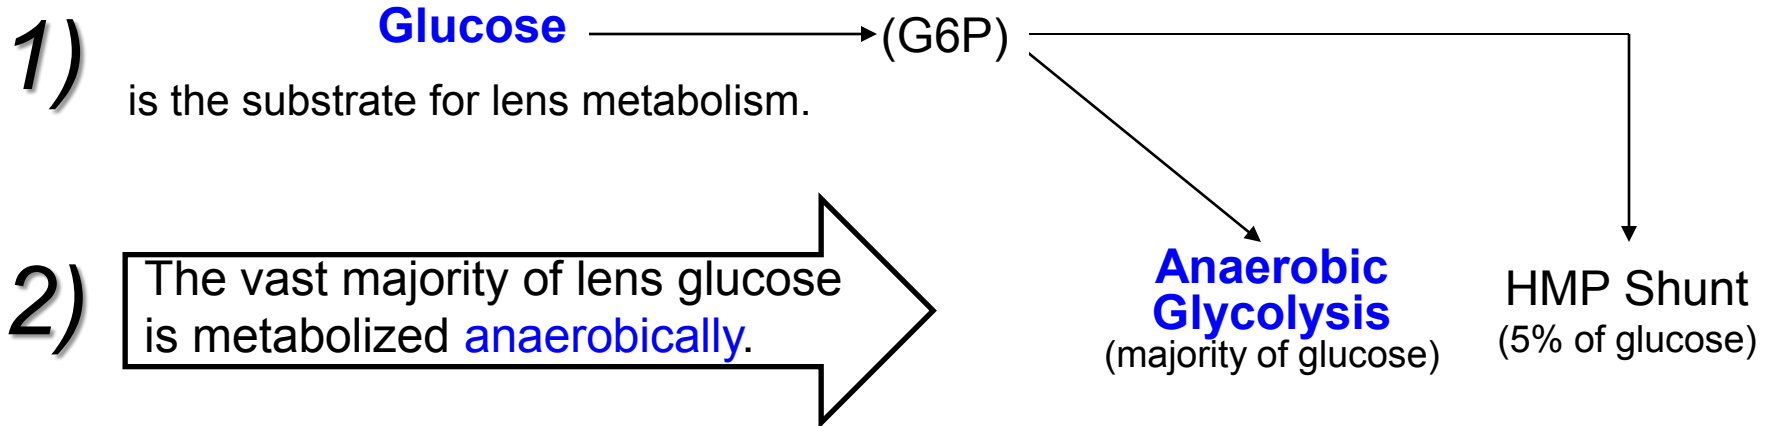 1)
Glucose
(G6P)
is the substrate for lens metabolism.
2)
The vast majority of lens glucose
is metabolized anaerobically.
Anaerobic
Glycolysis
(majority of glucose)
HMP Shunt
(5% of glucose)